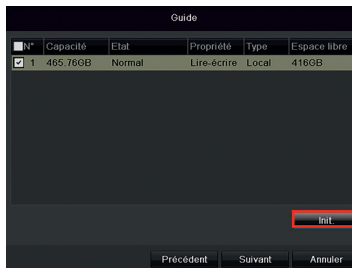 Guide
N° Capacité Etat Propriété Type Espace libre
1 465.76GB Normal Lire-écrire Local 416GB
Init.
Précédent Suivant Annuler